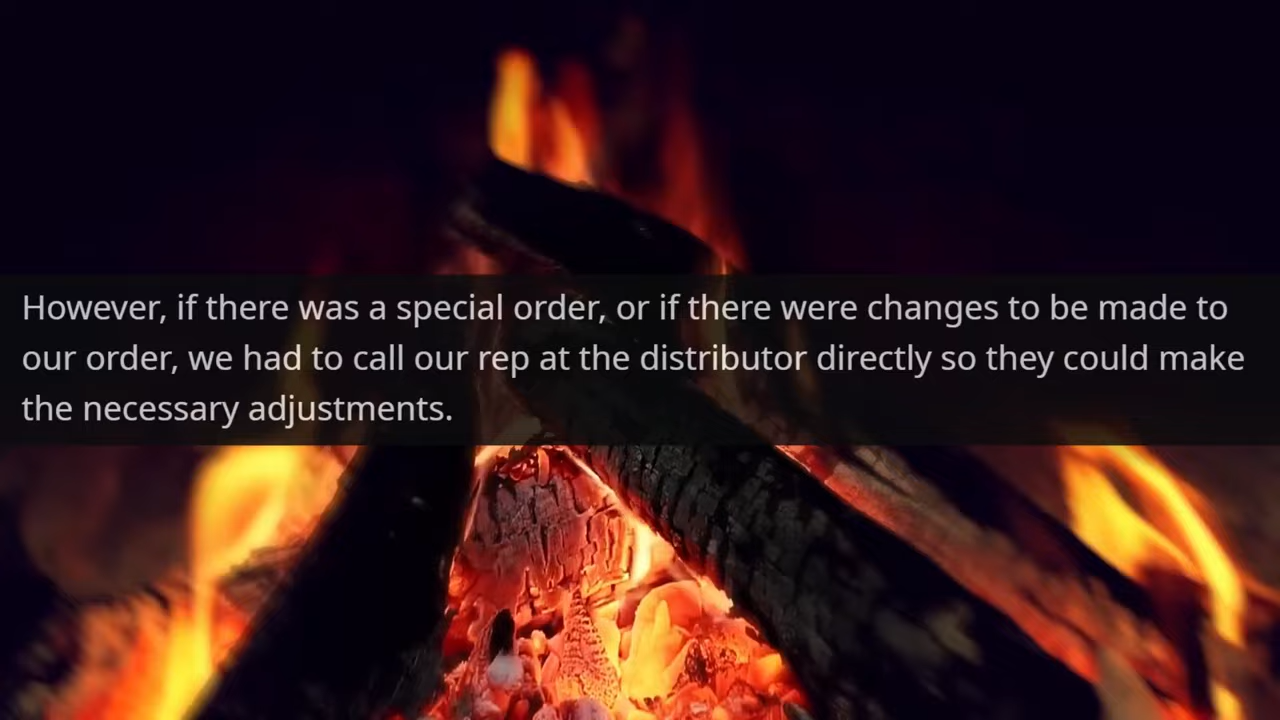 However, if there was a special order, or if there were changes to be made to
our order, we had to call our rep at the distributor directly so they could make
the necessary adjustments.